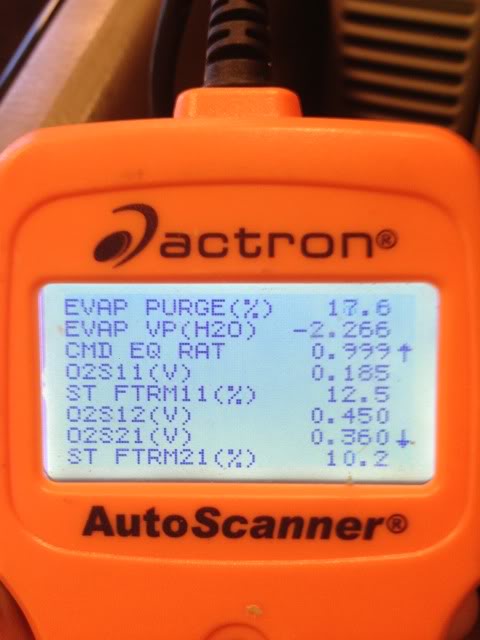 actron®
EVAP PURGE(%) 17.6
EVAP VP(H2O) -2.266
CMD EQ RAT 0.999↑
O2S11(V) 0.185
ST FTRM11(%) 12.5
O2S12(V) 0.450
O2S21(V) 0.360↓
ST FTRM21(%) 10.2
AutoScanner®